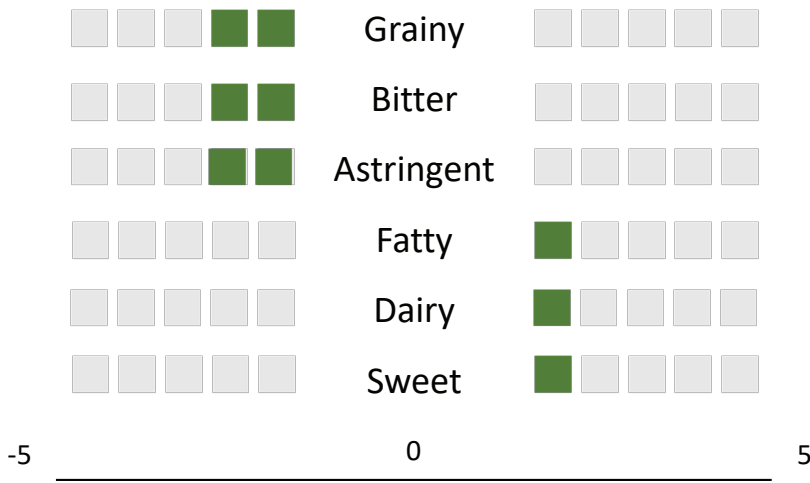 Grainy
Bitter
Astringent
Fatty
Dairy
Sweet
-5 0 5